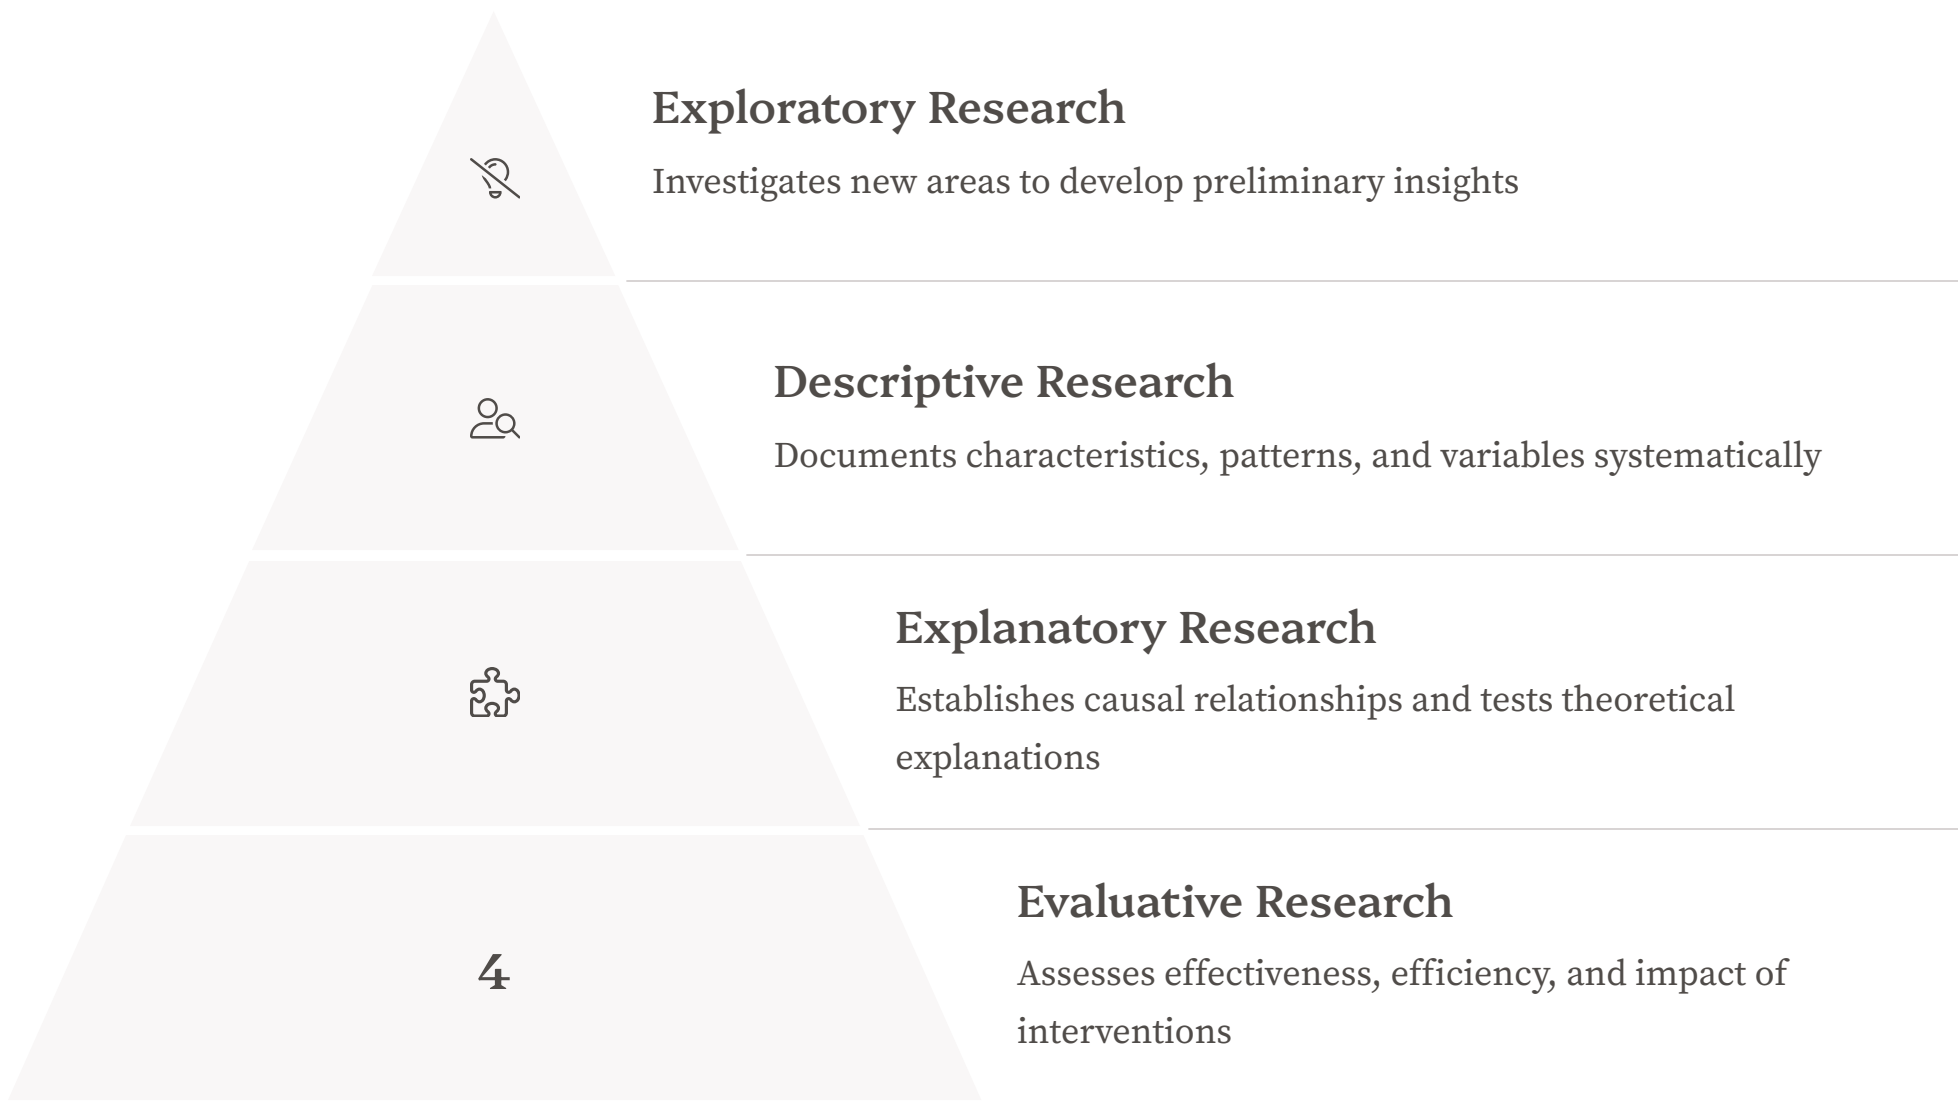 Exploratory Research
Investigates new areas to develop preliminary insights
Descriptive Research
Documents characteristics, patterns, and variables systematically
Explanatory Research
Establishes causal relationships and tests theoretical
explanations
4
Evaluative Research
Assesses effectiveness, efficiency, and impact of
interventions